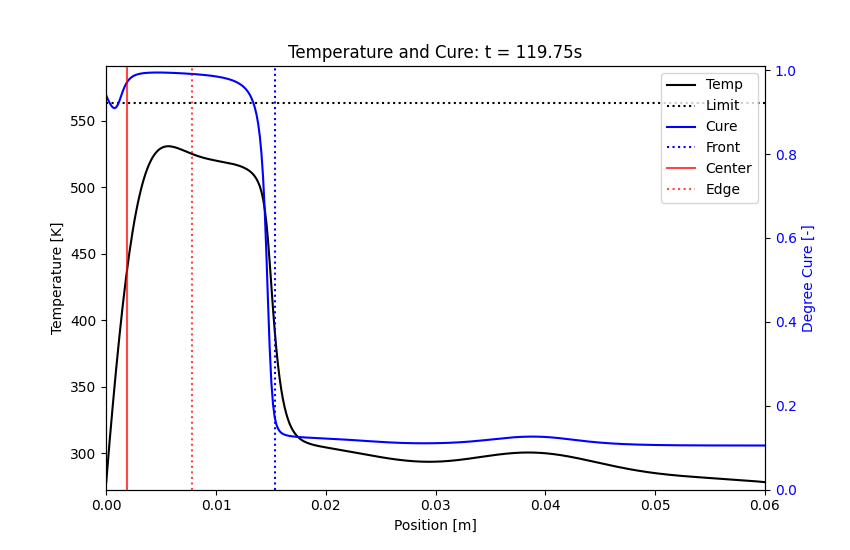 Temperature and Cure: t = 119.75s
Temp
Limit
Cure
Front
Center
Edge
Temperature [K]
550
500
450
400
350
300
Degree Cure [-]
1.0
0.8
0.6
0.4
0.2
0.0
0.00 0.01 0.02 0.03 0.04 0.05 0.06
Position [m]